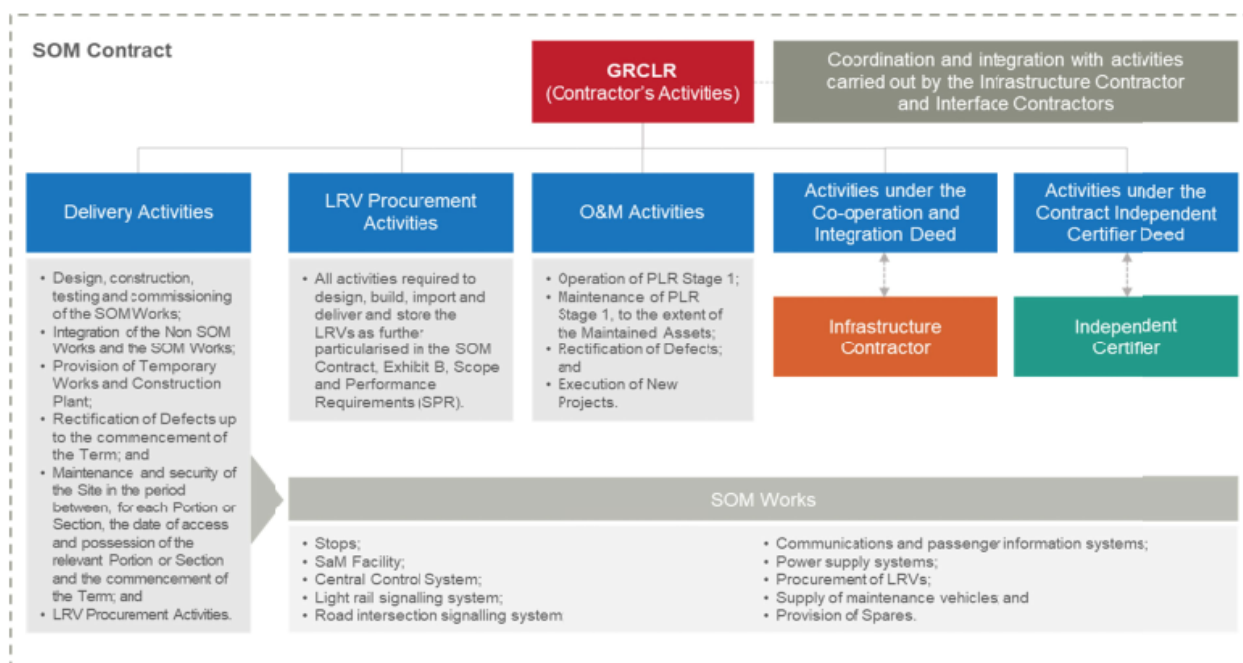 SOM Contract
GRCLR
(Contractor's Activities)
Coordination and integration with activities
carried out by the Infrastructure Contractor
and Interface Contractors
Delivery Activities
LRV Procurement
Activities
O&M Activities
Activities under the
Co-operation and
Integration Deed
Activities under the
Contract Independent
Certifier Deed
• Design, construction,
testing and commissioning
of the SOM Works;
• Integration of the Non SOM
Works and the SOM Works;
• Provision of Temporary
Works and Construction
Plant;
• Rectification of Defects up
to the commencement of
the Term; and
• Maintenance and security of
the Site in the period
between, for each Portion or
Section, the date of access
and possession of the
relevant Portion or Section
and the commencement of
the Term; and
• LRV Procurement Activities.
• All activities required to
design, build, import and
deliver and store the
LRVs as further
particularised in the SOM
Contract, Exhibit B, Scope
and Performance
Requirements (SPR).
• Operation of PLR Stage 1;
• Maintenance of PLR
Stage 1, to the extent of
the Maintained Assets;
• Rectification of Defects;
and
• Execution of New
Projects.
Infrastructure
Contractor
Independent
Certifier
SOM Works
• Stops;
• SaM Facility;
• Central Control System;
• Light rail signalling system;
• Road intersection signalling system
• Communications and passenger information systems;
• Power supply systems;
• Procurement of LRVs;
• Supply of maintenance vehicles; and
• Provision of Spares.